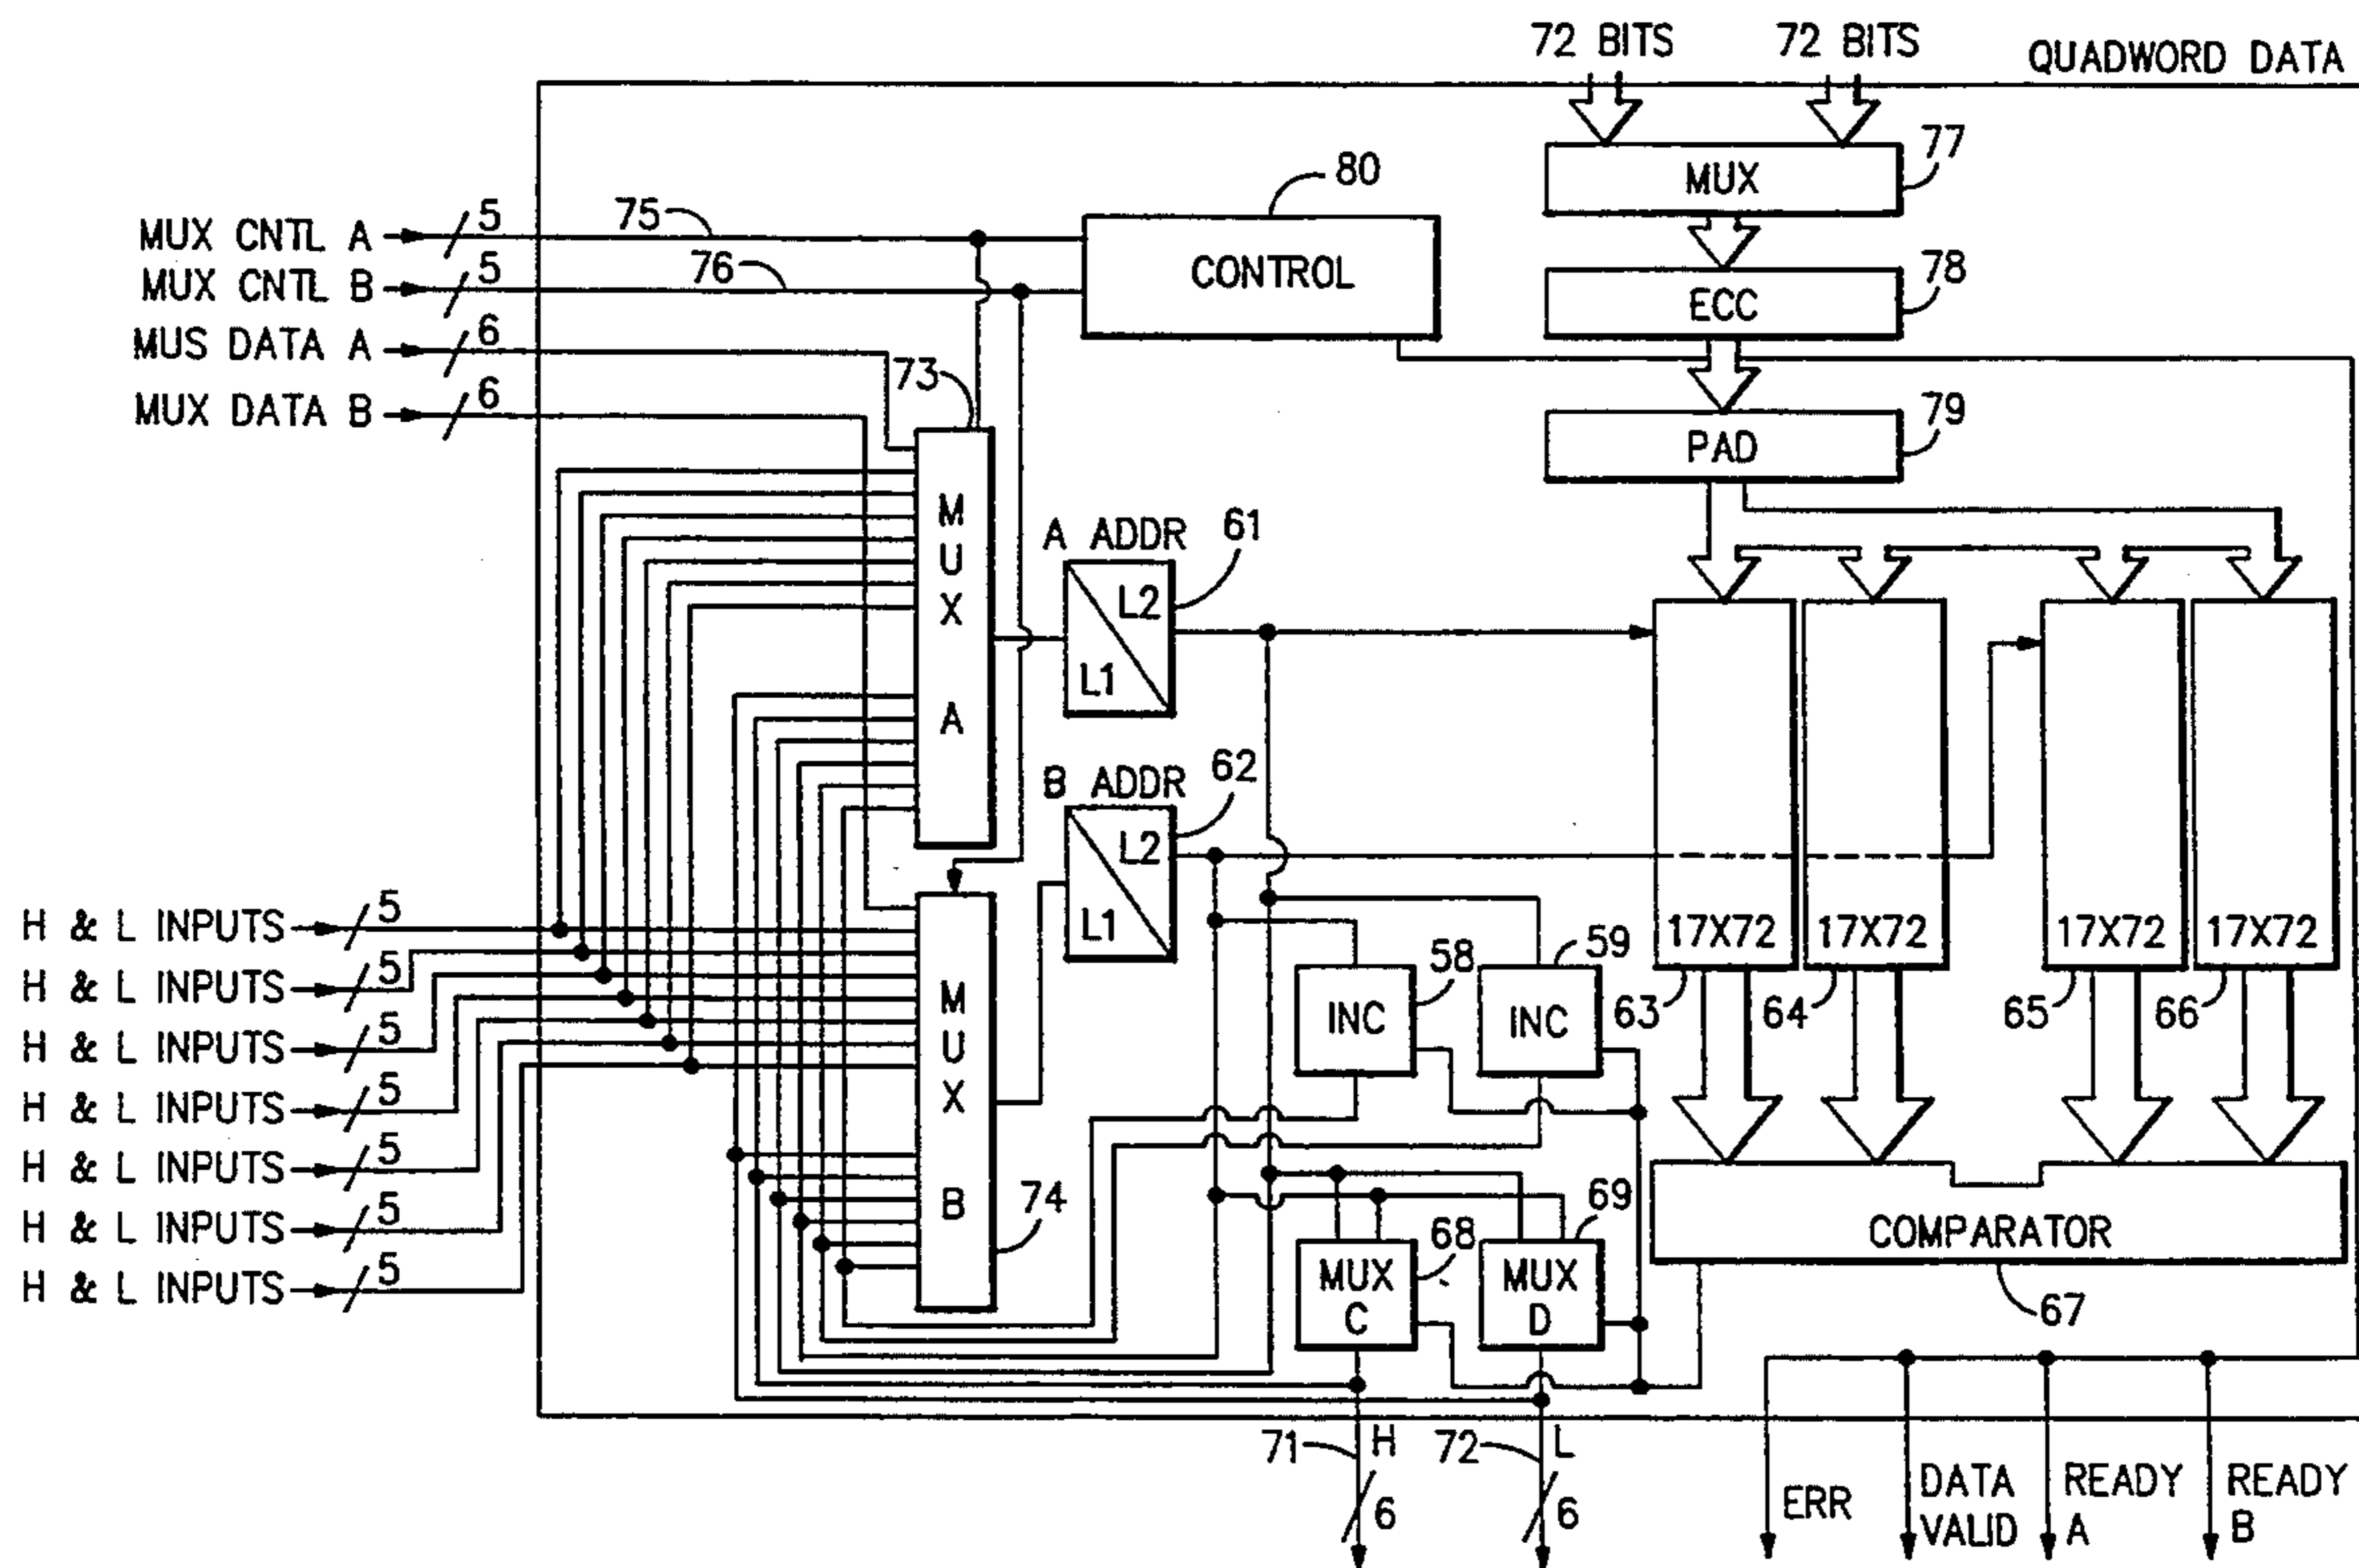 72 BITS 72 BITS
QUADWORD DATA
77
MUX
80
MUX CNTL A 5 75
MUX CNTL B 5 76
CONTROL
78
ECC
MUS DATA A 6
73
MUX DATA B 6
79
PAD
MUX A
A ADDR 61
L2
L1
B ADDR 62
L2
L1
H & L INPUTS 5
H & L INPUTS 5
H & L INPUTS 5
H & L INPUTS 5
H & L INPUTS 5
H & L INPUTS 5
H & L INPUTS 5
MUX B
74
17X72 17X72 17X72 17X72
58 59
INC INC
63 64 65 66
68 69
MUX C
MUX D
COMPARATOR
67
71 H 72 L
6 6
ERR
DATA VALID
READY A
READY B